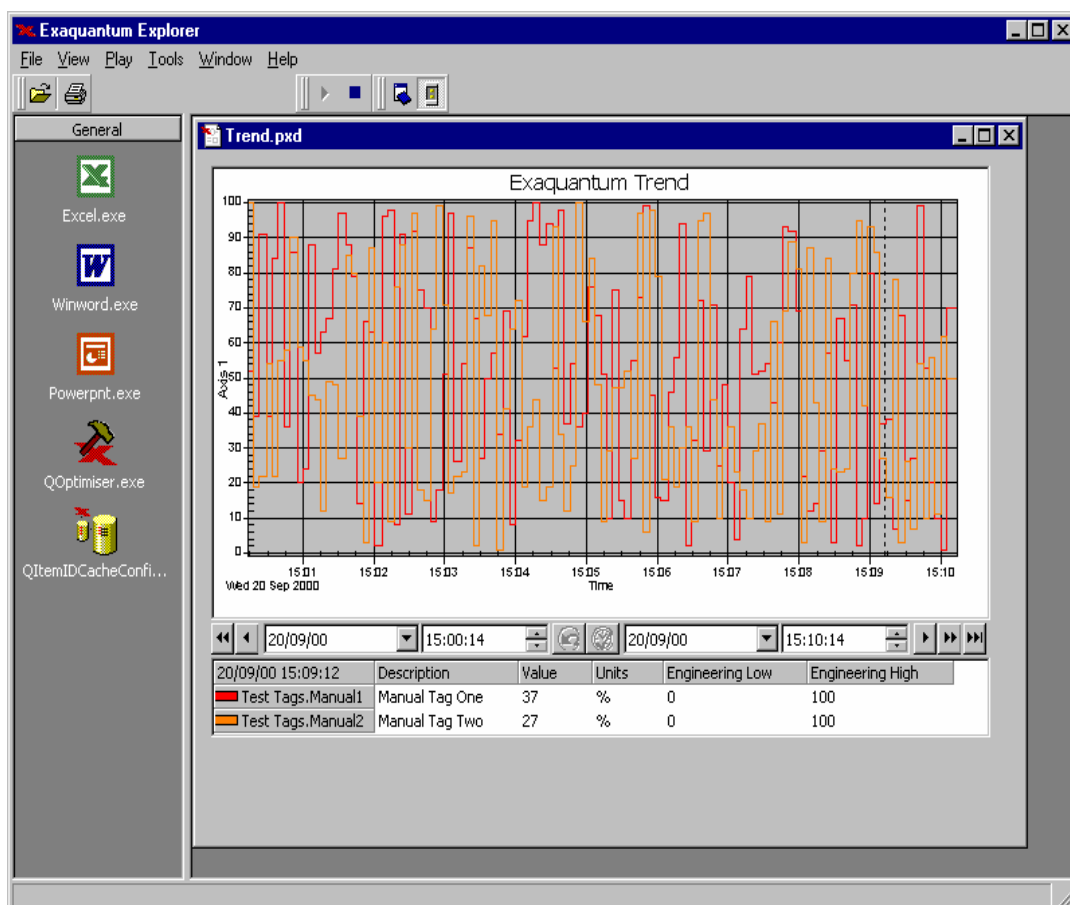 Exaquantum Explorer
File View Play Tools Window Help
General
Excel.exe
Winword.exe
Powerpnt.exe
QOptimiser.exe
QItemIDCacheConfi...
Trend.pxd
Exaquantum Trend
100
90
80
70
60
50
40
30
20
10
0
Axis 1
15:01 15:02 15:03 15:04 15:05 15:06 15:07 15:08 15:09 15:10
Wed 20 Sep 2000 Time
20/09/00 15:00:14 20/09/00 15:10:14
20/09/00 15:09:12 Description Value Units Engineering Low Engineering High
Test Tags.Manual1 Manual Tag One 37 % 0 100
Test Tags.Manual2 Manual Tag Two 27 % 0 100